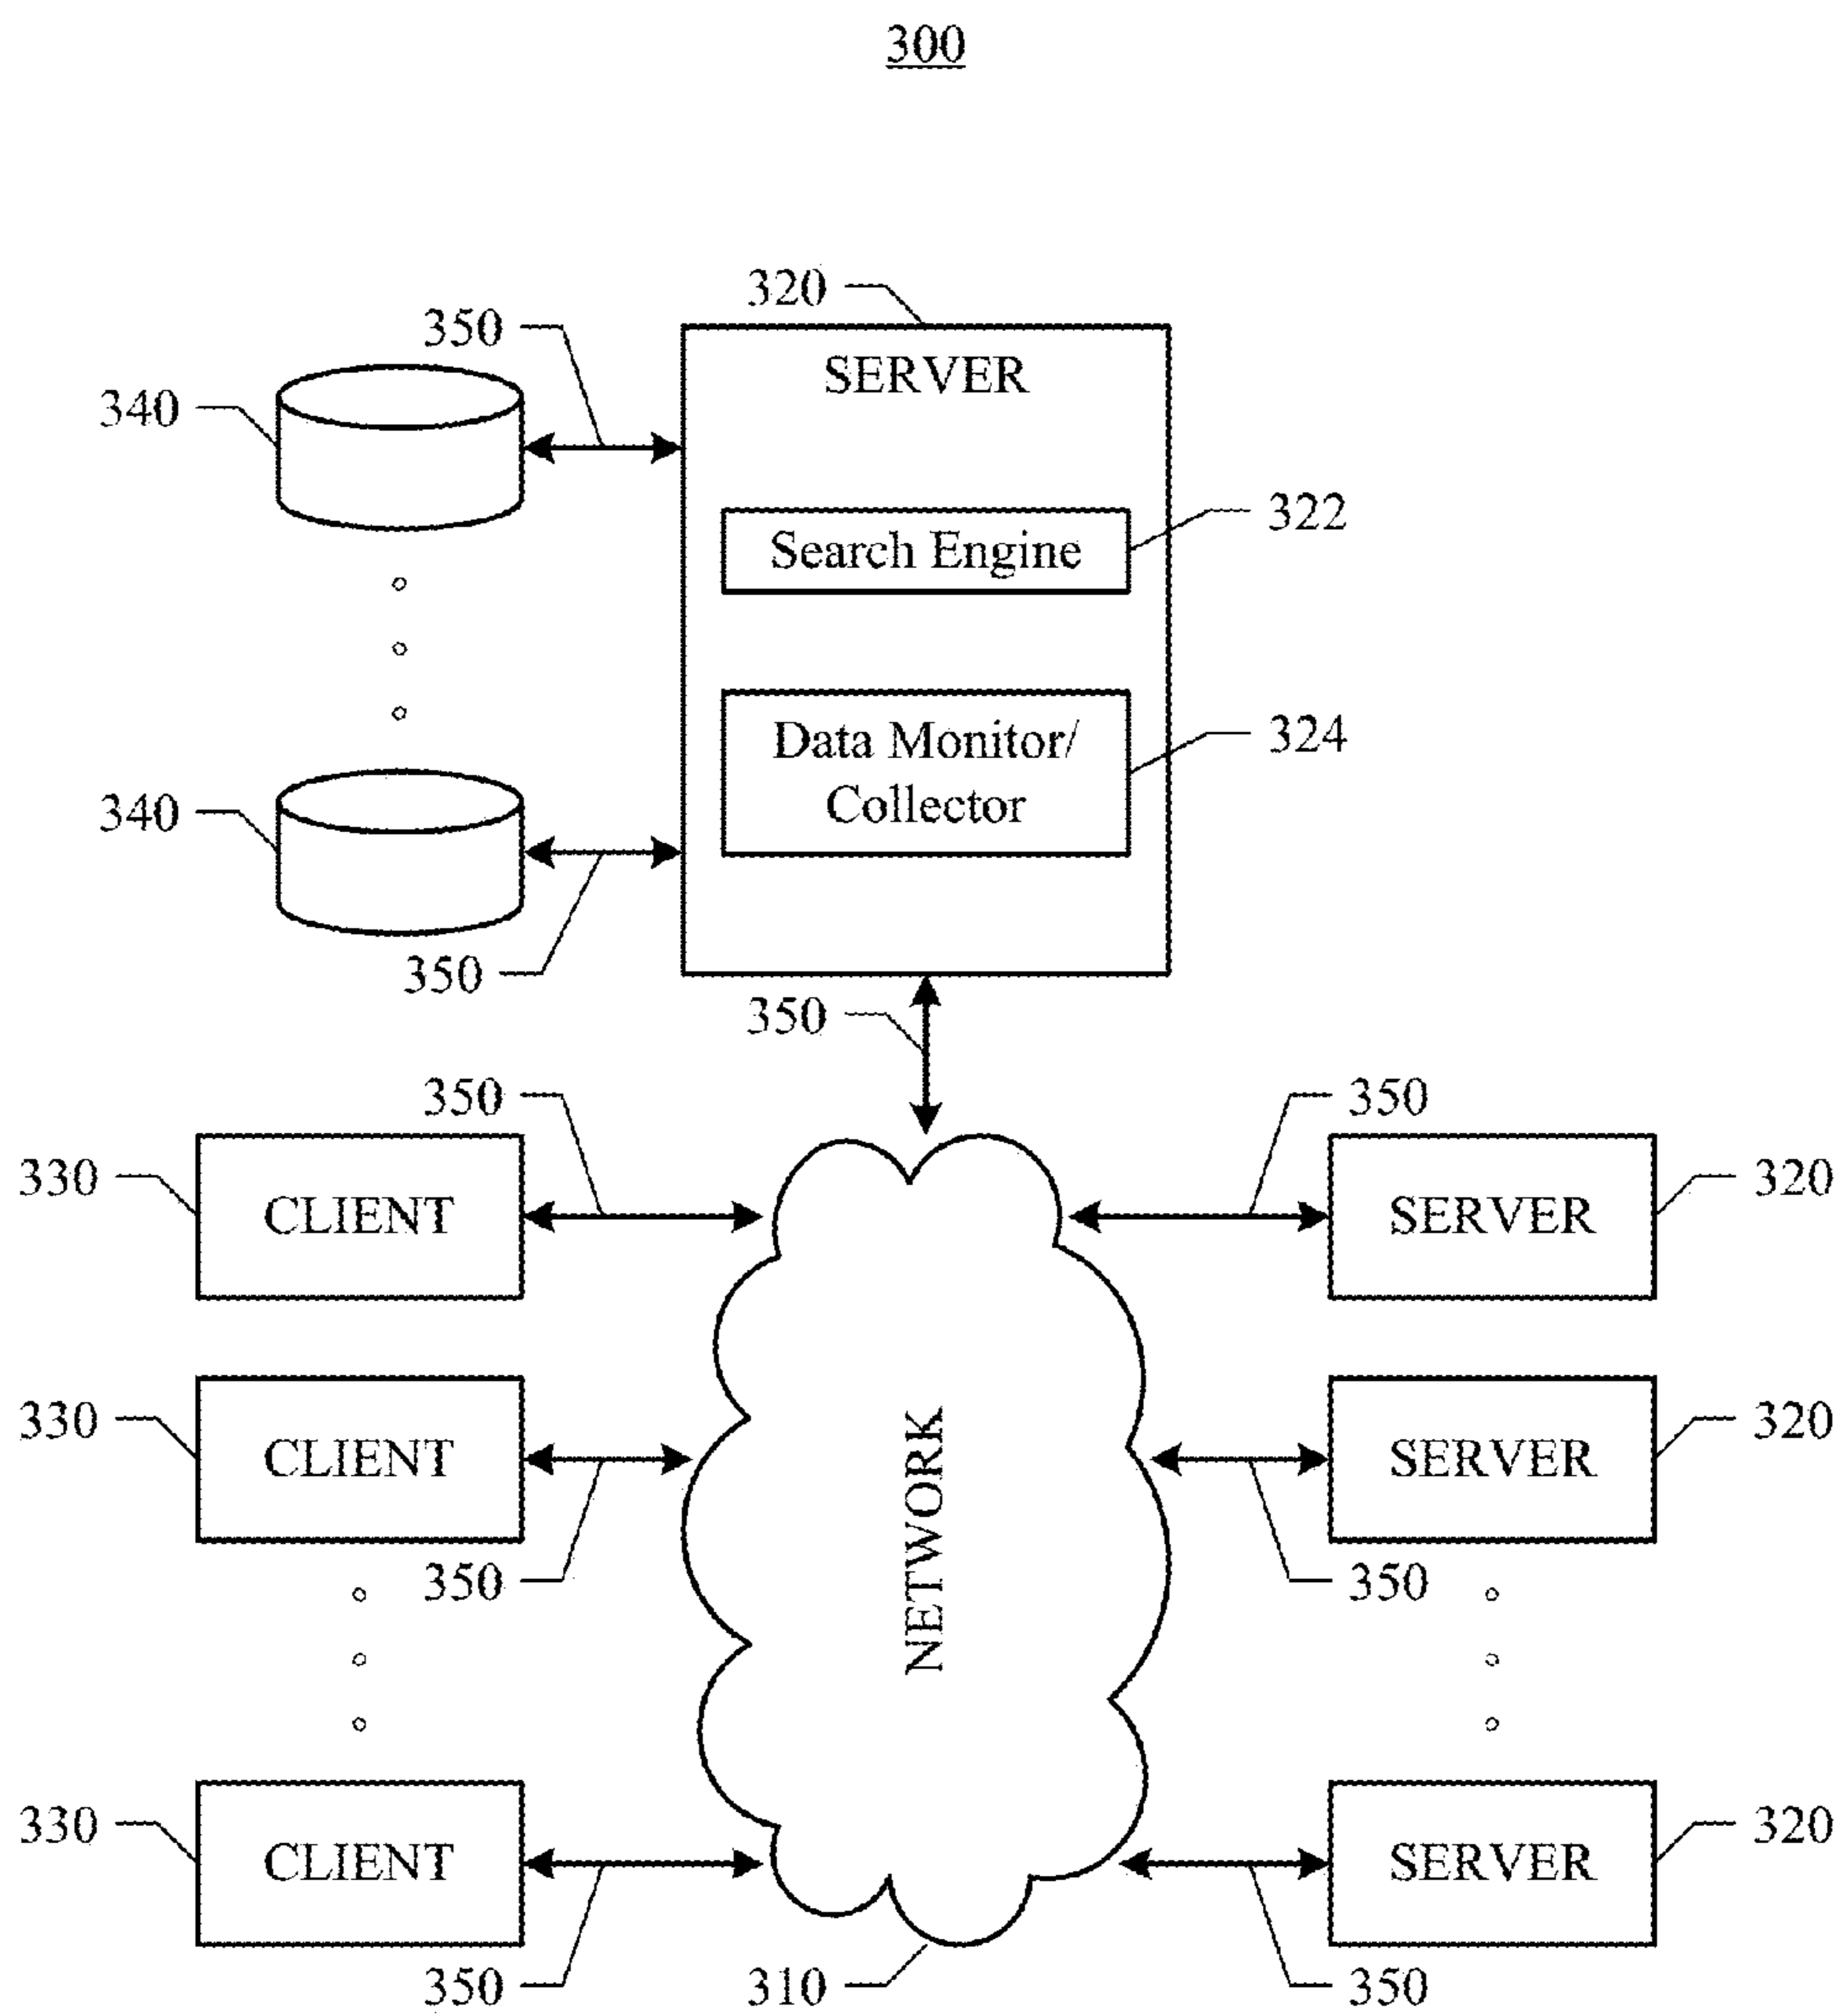 300
320
350
SERVER
340
322
Search Engine
324
Data Monitor/
Collector
340
350
350
350
350
330
CLIENT
SERVER
320
330
CLIENT
SERVER
320
NETWORK
350
350
330
CLIENT
SERVER
320
350
310
350